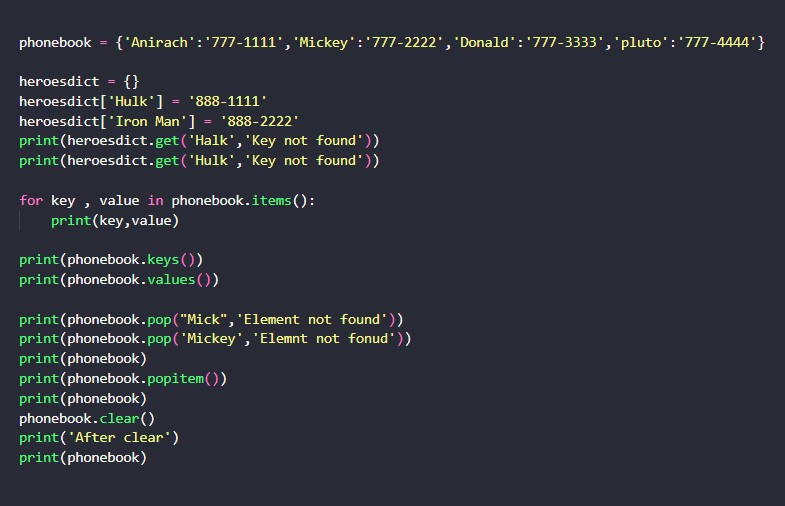 phonebook = {'Anirach':'777-1111','Mickey':'777-2222','Donald':'777-3333','pluto':'777-4444'}
heroesdict = {}
heroesdict['Hulk'] = '888-1111'
heroesdict['Iron Man'] = '888-2222'
print(heroesdict.get('Halk','Key not found'))
print(heroesdict.get('Hulk','Key not found'))
for key , value in phonebook.items():
    print(key,value)
print(phonebook.keys())
print(phonebook.values())
print(phonebook.pop("Mick",'Element not found'))
print(phonebook.pop('Mickey','Elemnt not fonud'))
print(phonebook)
print(phonebook.popitem())
print(phonebook)
phonebook.clear()
print('After clear')
print(phonebook)